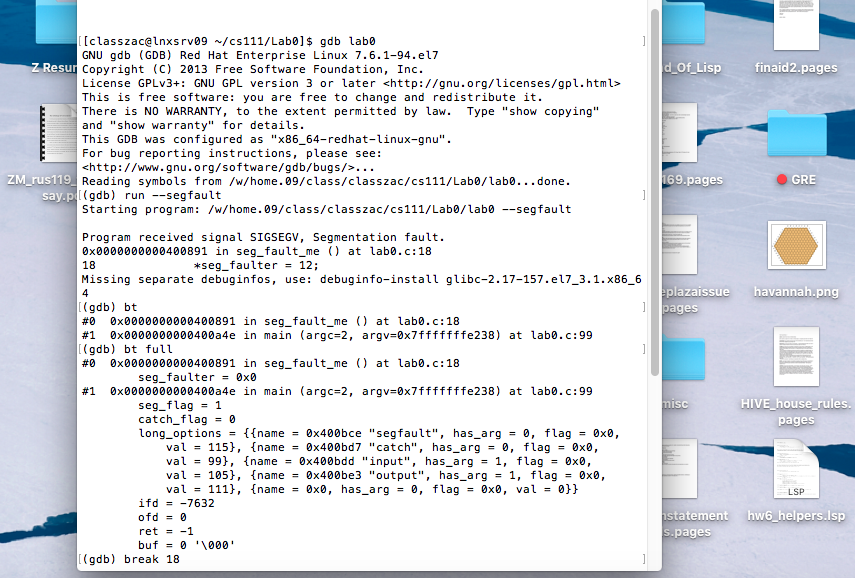 [[classzac@lnxsrv09 ~/cs111/Lab0]$ gdb lab0 ]
GNU gdb (GDB) Red Hat Enterprise Linux 7.6.1-94.el7
Copyright (C) 2013 Free Software Foundation, Inc.
License GPLv3+: GNU GPL version 3 or later <http://gnu.org/licenses/gpl.html>
This is free software: you are free to change and redistribute it.
There is NO WARRANTY, to the extent permitted by law.  Type "show copying"
and "show warranty" for details.
This GDB was configured as "x86_64-redhat-linux-gnu".
For bug reporting instructions, please see:
<http://www.gnu.org/software/gdb/bugs/>...
Reading symbols from /w/home.09/class/classzac/cs111/Lab0/lab0...done.
[(gdb) run --segfault ]
Starting program: /w/home.09/class/classzac/cs111/Lab0/lab0 --segfault
Program received signal SIGSEGV, Segmentation fault.
0x0000000000400891 in seg_fault_me () at lab0.c:18
18              *seg_faulter = 12;
Missing separate debuginfos, use: debuginfo-install glibc-2.17-157.el7_3.1.x86_6
4
[(gdb) bt ]
#0  0x0000000000400891 in seg_fault_me () at lab0.c:18
#1  0x0000000000400a4e in main (argc=2, argv=0x7fffffffe238) at lab0.c:99
[(gdb) bt full ]
#0  0x0000000000400891 in seg_fault_me () at lab0.c:18
        seg_faulter = 0x0
#1  0x0000000000400a4e in main (argc=2, argv=0x7fffffffe238) at lab0.c:99
        seg_flag = 1
        catch_flag = 0
        long_options = {{name = 0x400bce "segfault", has_arg = 0, flag = 0x0,
            val = 115}, {name = 0x400bd7 "catch", has_arg = 0, flag = 0x0,
            val = 99}, {name = 0x400bdd "input", has_arg = 1, flag = 0x0,
            val = 105}, {name = 0x400be3 "output", has_arg = 1, flag = 0x0,
            val = 111}, {name = 0x0, has_arg = 0, flag = 0x0, val = 0}}
        ifd = -7632
        ofd = 0
        ret = -1
        buf = 0 '\000'
[(gdb) break 18 ]
Z Resur
ZM_rus119_
say.pc
d_Of_Lisp
169.pages
eplazaissue
pages
misc
nstatement
s.pages
finaid2.pages
GRE
havannah.png
HIVE_house_rules.
pages
LSP
hw6_helpers.lsp